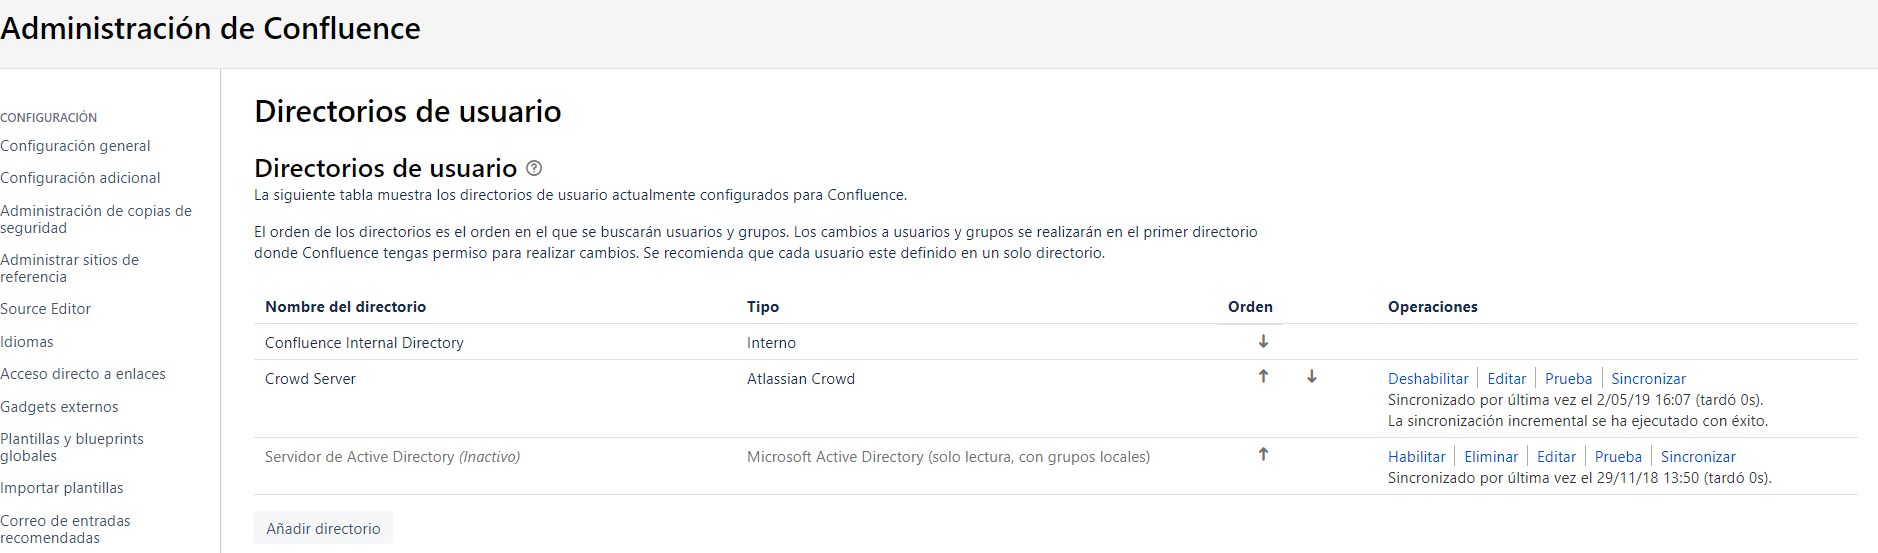 Administración de Confluence
CONFIGURACIÓN
Configuración general
Configuración adicional
Administración de copias de
seguridad
Administrar sitios de
referencia
Source Editor
Idiomas
Acceso directo a enlaces
Gadgets externos
Plantillas y blueprints
globales
Importar plantillas
Correo de entradas
recomendadas
Directorios de usuario
Directorios de usuario
La siguiente tabla muestra los directorios de usuario actualmente configurados para Confluence.
El orden de los directorios es el orden en el que se buscarán usuarios y grupos. Los cambios a usuarios y grupos se realizarán en el primer directorio
donde Confluence tengas permiso para realizar cambios. Se recomienda que cada usuario este definido en un solo directorio.
Nombre del directorio Tipo Orden Operaciones
Confluence Internal Directory Interno
Crowd Server Atlassian Crowd Deshabilitar Editar Prueba Sincronizar
Sincronizado por última vez el 2/05/19 16:07 (tardó 0s).
La sincronización incremental se ha ejecutado con éxito.
Servidor de Active Directory (Inactivo) Microsoft Active Directory (solo lectura, con grupos locales) Habilitar Eliminar Editar Prueba Sincronizar
Sincronizado por última vez el 29/11/18 13:50 (tardó 0s).
Añadir directorio